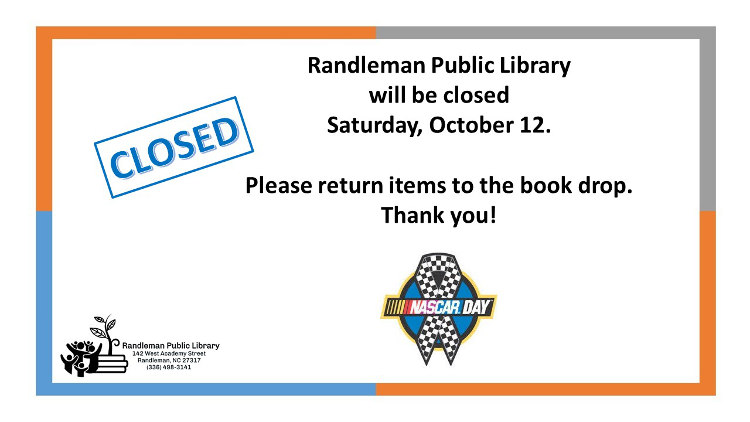 Randleman Public Library
will be closed
Saturday, October 12.
CLOSED
Please return items to the book drop.
Thank you!
NASCAR DAY
Randleman Public Library
142 West Academy Street
Randleman, NC 27317
(336) 498-3141